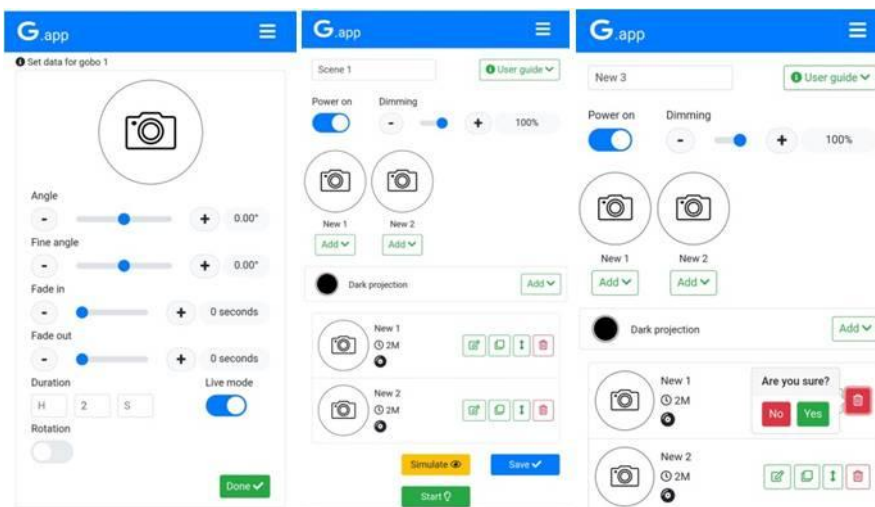 G.app
Set data for gobo 1
Angle
- + 0.00°
Fine angle
- + 0.00°
Fade in
- + 0 seconds
Fade out
- + 0 seconds
Duration Live mode
H 2 S
Rotation
Done
G.app
Scene 1 User guide
Power on Dimming
- + 100%
New 1 New 2
Add Add
Dark projection Add
New 1
2M
New 2
2M
Simulate Save
Start
G.app
New 3 User guide
Power on Dimming
- + 100%
New 1 New 2
Add Add
Dark projection Add
New 1 Are you sure?
2M No Yes
New 2
2M